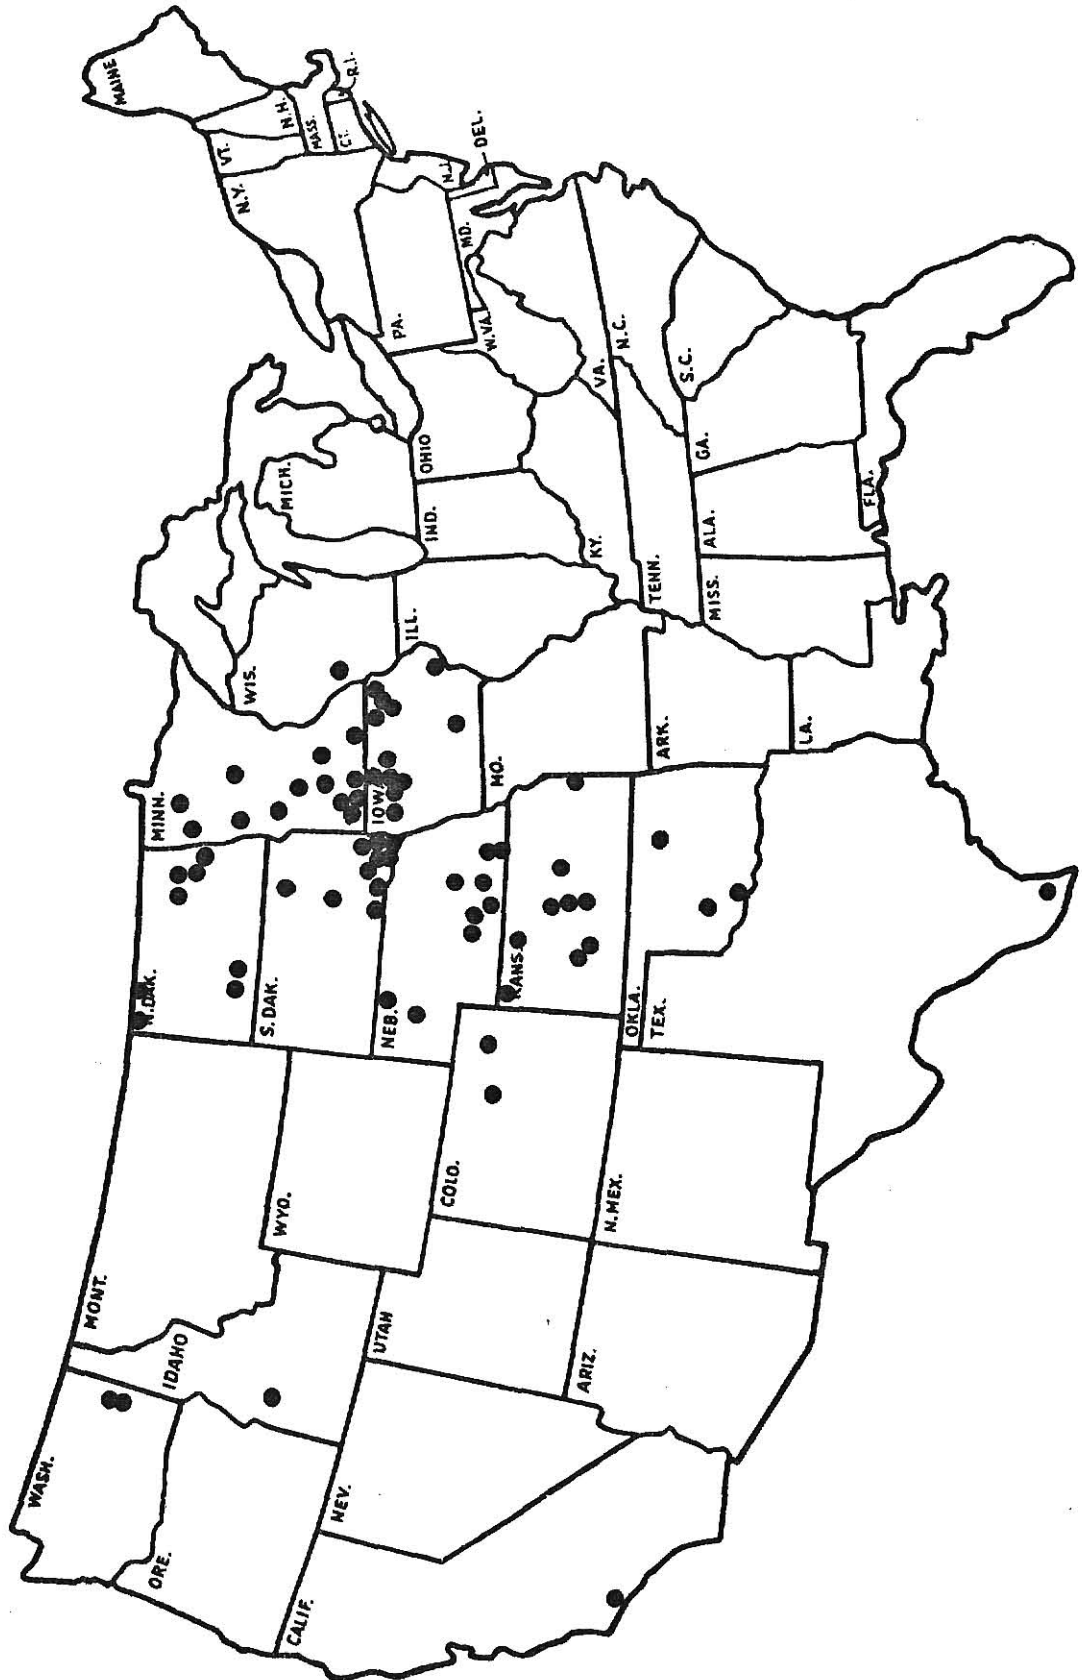 WASH.
ORE.
CALIF.
NEV.
IDAHO
MONT.
WYO.
UTAH
ARIZ.
COLO.
N.MEX.
N.DAK.
S.DAK.
NEB.
KANS.
OKLA.
TEX.
MINN.
IOWA
MO.
ARK.
LA.
WIS.
ILL.
MICH.
IND.
OHIO
KY.
TENN.
MISS.
ALA.
GA.
FLA.
S.C.
N.C.
VA.
W.VA.
PA.
MD.
DEL.
N.J.
N.Y.
VT.
N.H.
MASS.
CT.
R.I.
MAINE